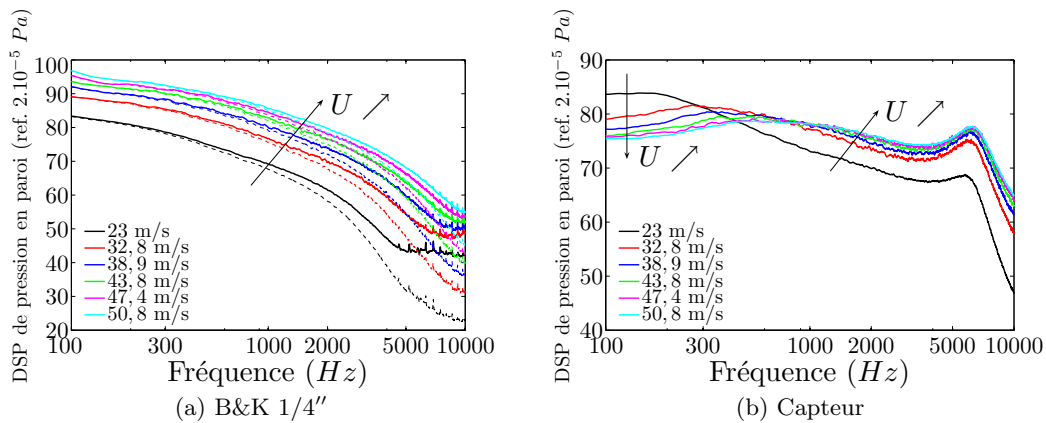 DSP de pression en paroi (ref. 2.10⁻⁵ Pa)
100
90
80
70
60
50
40
30
20
U ↗
23 m/s
32,8 m/s
38,9 m/s
43,8 m/s
47,4 m/s
50,8 m/s
100 300 1000 2000 5000 10000
Fréquence (Hz)
(a) B&K 1/4′′
DSP de pression en paroi (ref. 2.10⁻⁵ Pa)
90
80
70
60
50
40
U ↗
U ↗
23 m/s
32,8 m/s
38,9 m/s
43,8 m/s
47,4 m/s
50,8 m/s
100 300 1000 2000 5000 10000
Fréquence (Hz)
(b) Capteur